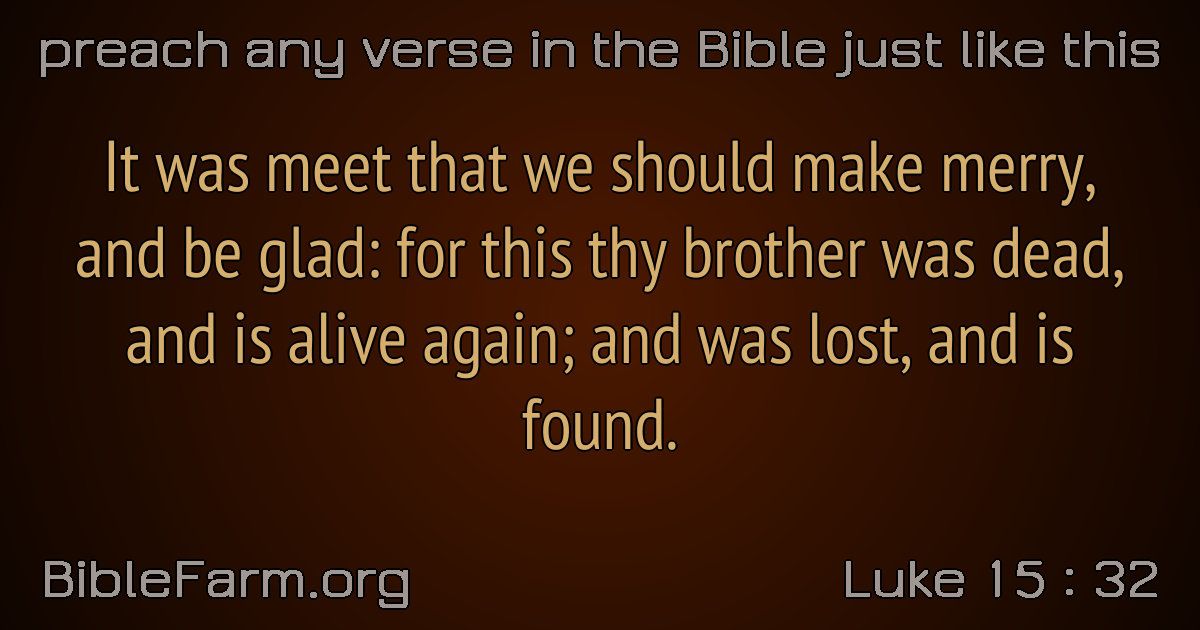 preach any verse in the Bible just like this
It was meet that we should make merry,
and be glad: for this thy brother was dead,
and is alive again; and was lost, and is
found.
BibleFarm.org
Luke 15 : 32